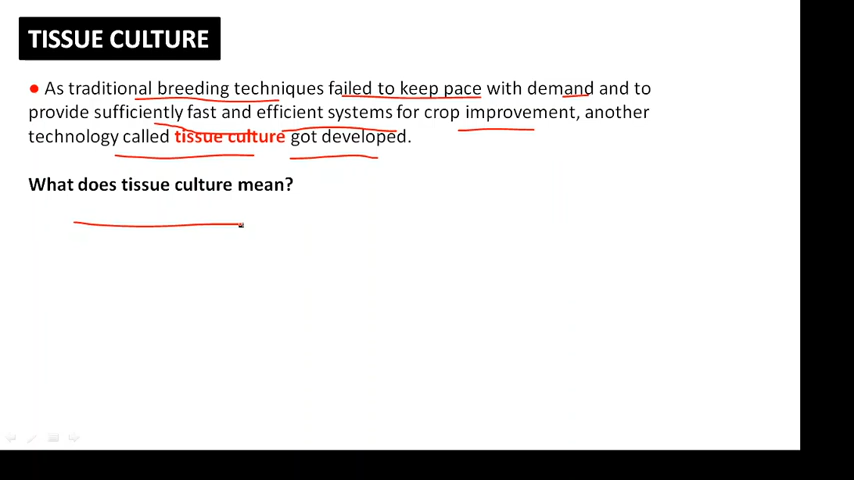 TISSUE CULTURE
● As traditional breeding techniques failed to keep pace with demand and to
provide sufficiently fast and efficient systems for crop improvement, another
technology called tissue culture got developed.
What does tissue culture mean?